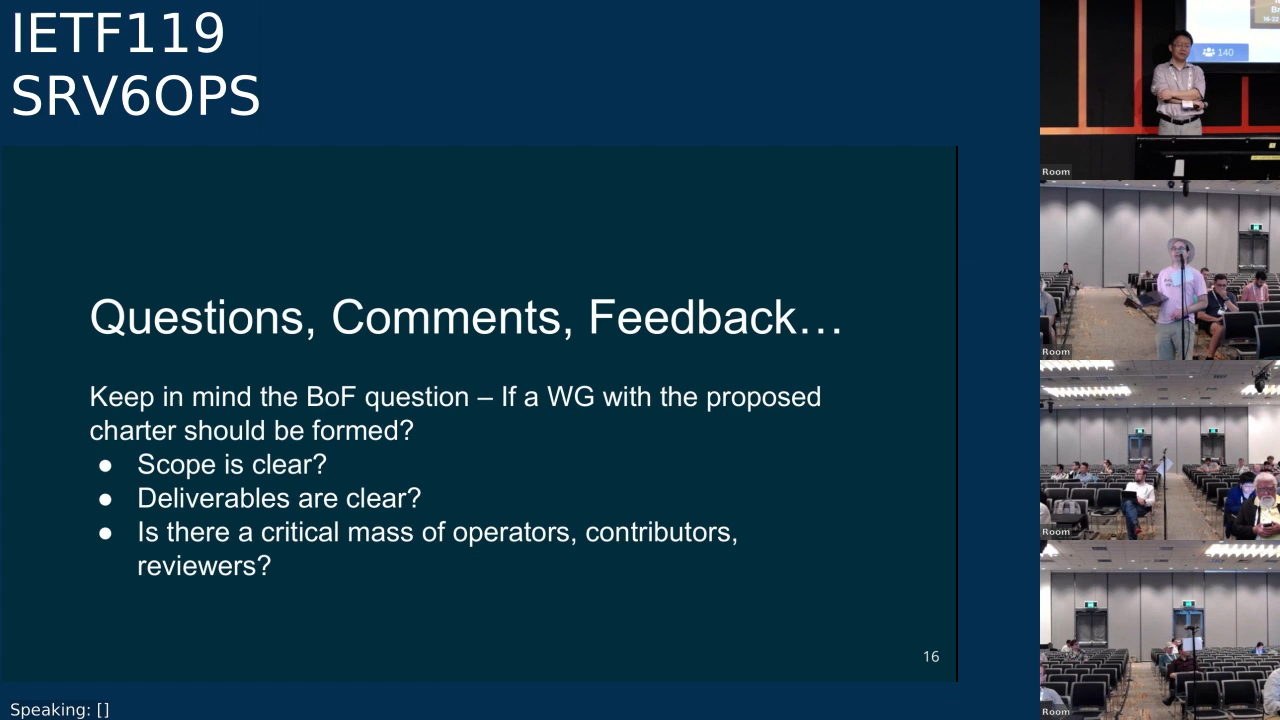 IETF119
SRV6OPS
Questions, Comments, Feedback…
Keep in mind the BoF question – If a WG with the proposed
charter should be formed?
● Scope is clear?
● Deliverables are clear?
● Is there a critical mass of operators, contributors,
reviewers?
16
Speaking: []
140
Room
Room
Room
Room